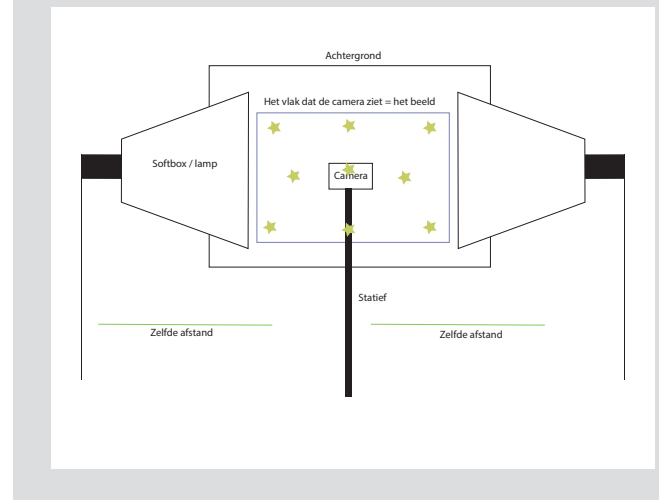 Achtergrond
Het vlak dat de camera ziet = het beeld
Softbox / lamp
Camera
Statief
Zelfde afstand
Zelfde afstand